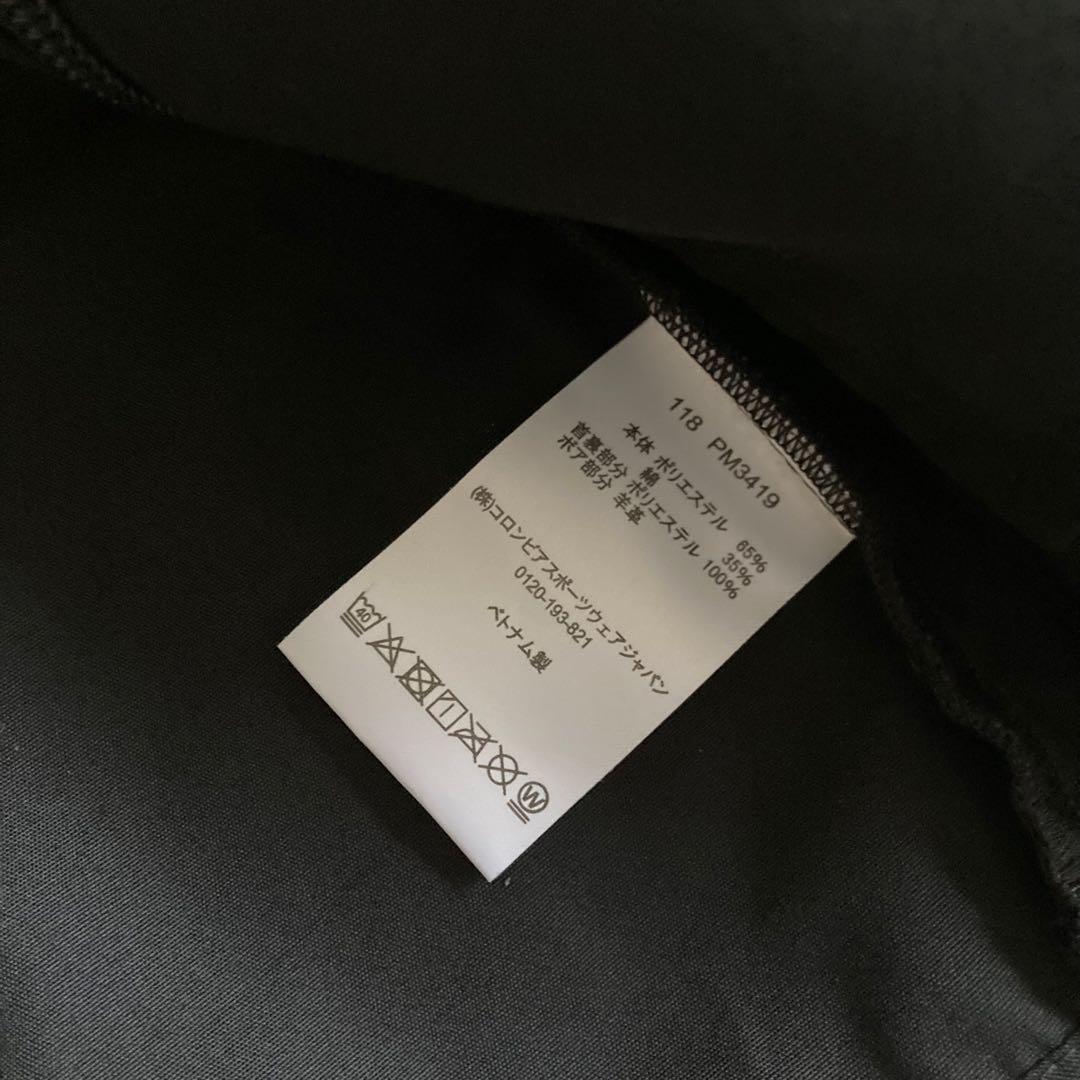 118 PM3419
本体 ポリエステル 65%
綿 35%
首裏部分 ポリエステル 100%
ボア部分 羊革
(株)コロンビアスポーツウェアジャパン
0120-193-821
ベトナム製
40
W